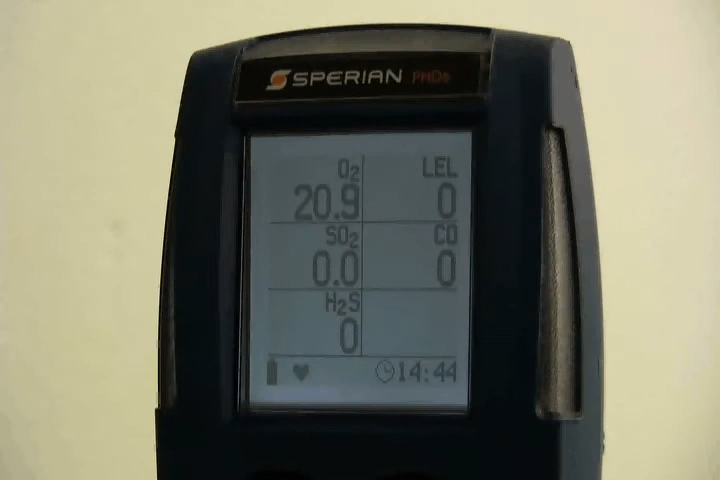 SPERIAN PHD6
O2 LEL
20.9 0
SO2 CO
0.0 0
H2S
0
14:44